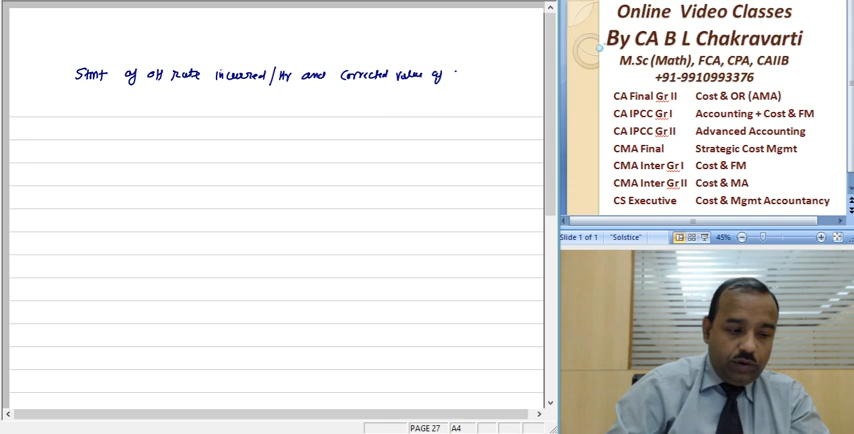 Stmt of OH Rate incurred/Hr and corrected value of
Online Video Classes
By CA B L Chakravarti
M.Sc (Math), FCA, CPA, CAIIB
+91-9910993376
CA Final Gr II Cost & OR (AMA)
CA IPCC Gr I Accounting + Cost & FM
CA IPCC Gr II Advanced Accounting
CMA Final Strategic Cost Mgmt
CMA Inter Gr I Cost & FM
CMA Inter Gr II Cost & MA
CS Executive Cost & Mgmt Accountancy
Slide 1 of 1 "Solstice" 45%
PAGE 27 A4